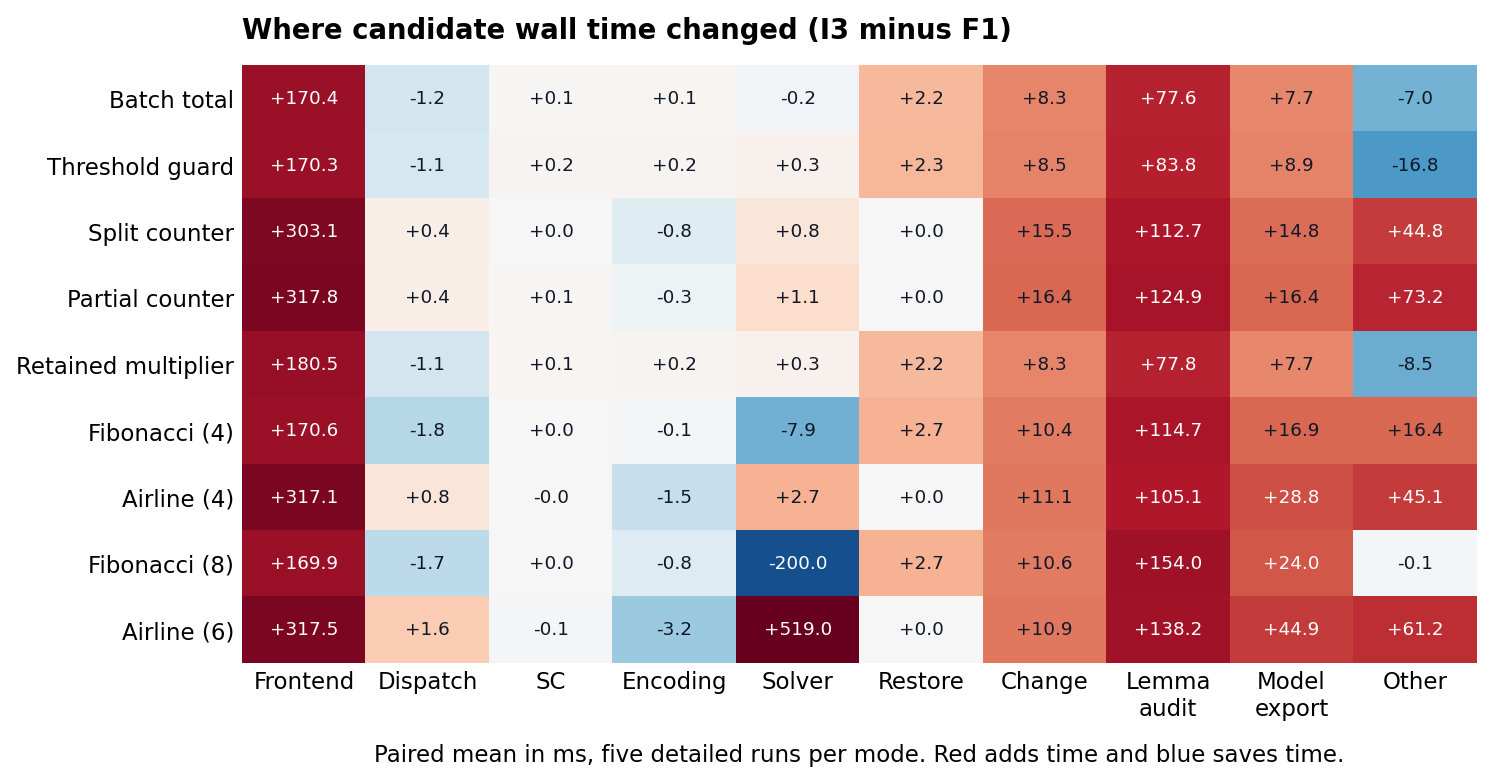 Where candidate wall time changed (I3 minus F1)
Batch total +170.4 -1.2 +0.1 +0.1 -0.2 +2.2 +8.3 +77.6 +7.7 -7.0
Threshold guard +170.3 -1.1 +0.2 +0.2 +0.3 +2.3 +8.5 +83.8 +8.9 -16.8
Split counter +303.1 +0.4 +0.0 -0.8 +0.8 +0.0 +15.5 +112.7 +14.8 +44.8
Partial counter +317.8 +0.4 +0.1 -0.3 +1.1 +0.0 +16.4 +124.9 +16.4 +73.2
Retained multiplier +180.5 -1.1 +0.1 +0.2 +0.3 +2.2 +8.3 +77.8 +7.7 -8.5
Fibonacci (4) +170.6 -1.8 +0.0 -0.1 -7.9 +2.7 +10.4 +114.7 +16.9 +16.4
Airline (4) +317.1 +0.8 -0.0 -1.5 +2.7 +0.0 +11.1 +105.1 +28.8 +45.1
Fibonacci (8) +169.9 -1.7 +0.0 -0.8 -200.0 +2.7 +10.6 +154.0 +24.0 -0.1
Airline (6) +317.5 +1.6 -0.1 -3.2 +519.0 +0.0 +10.9 +138.2 +44.9 +61.2
Frontend Dispatch SC Encoding Solver Restore Change Lemma Model Other
audit export
Paired mean in ms, five detailed runs per mode. Red adds time and blue saves time.